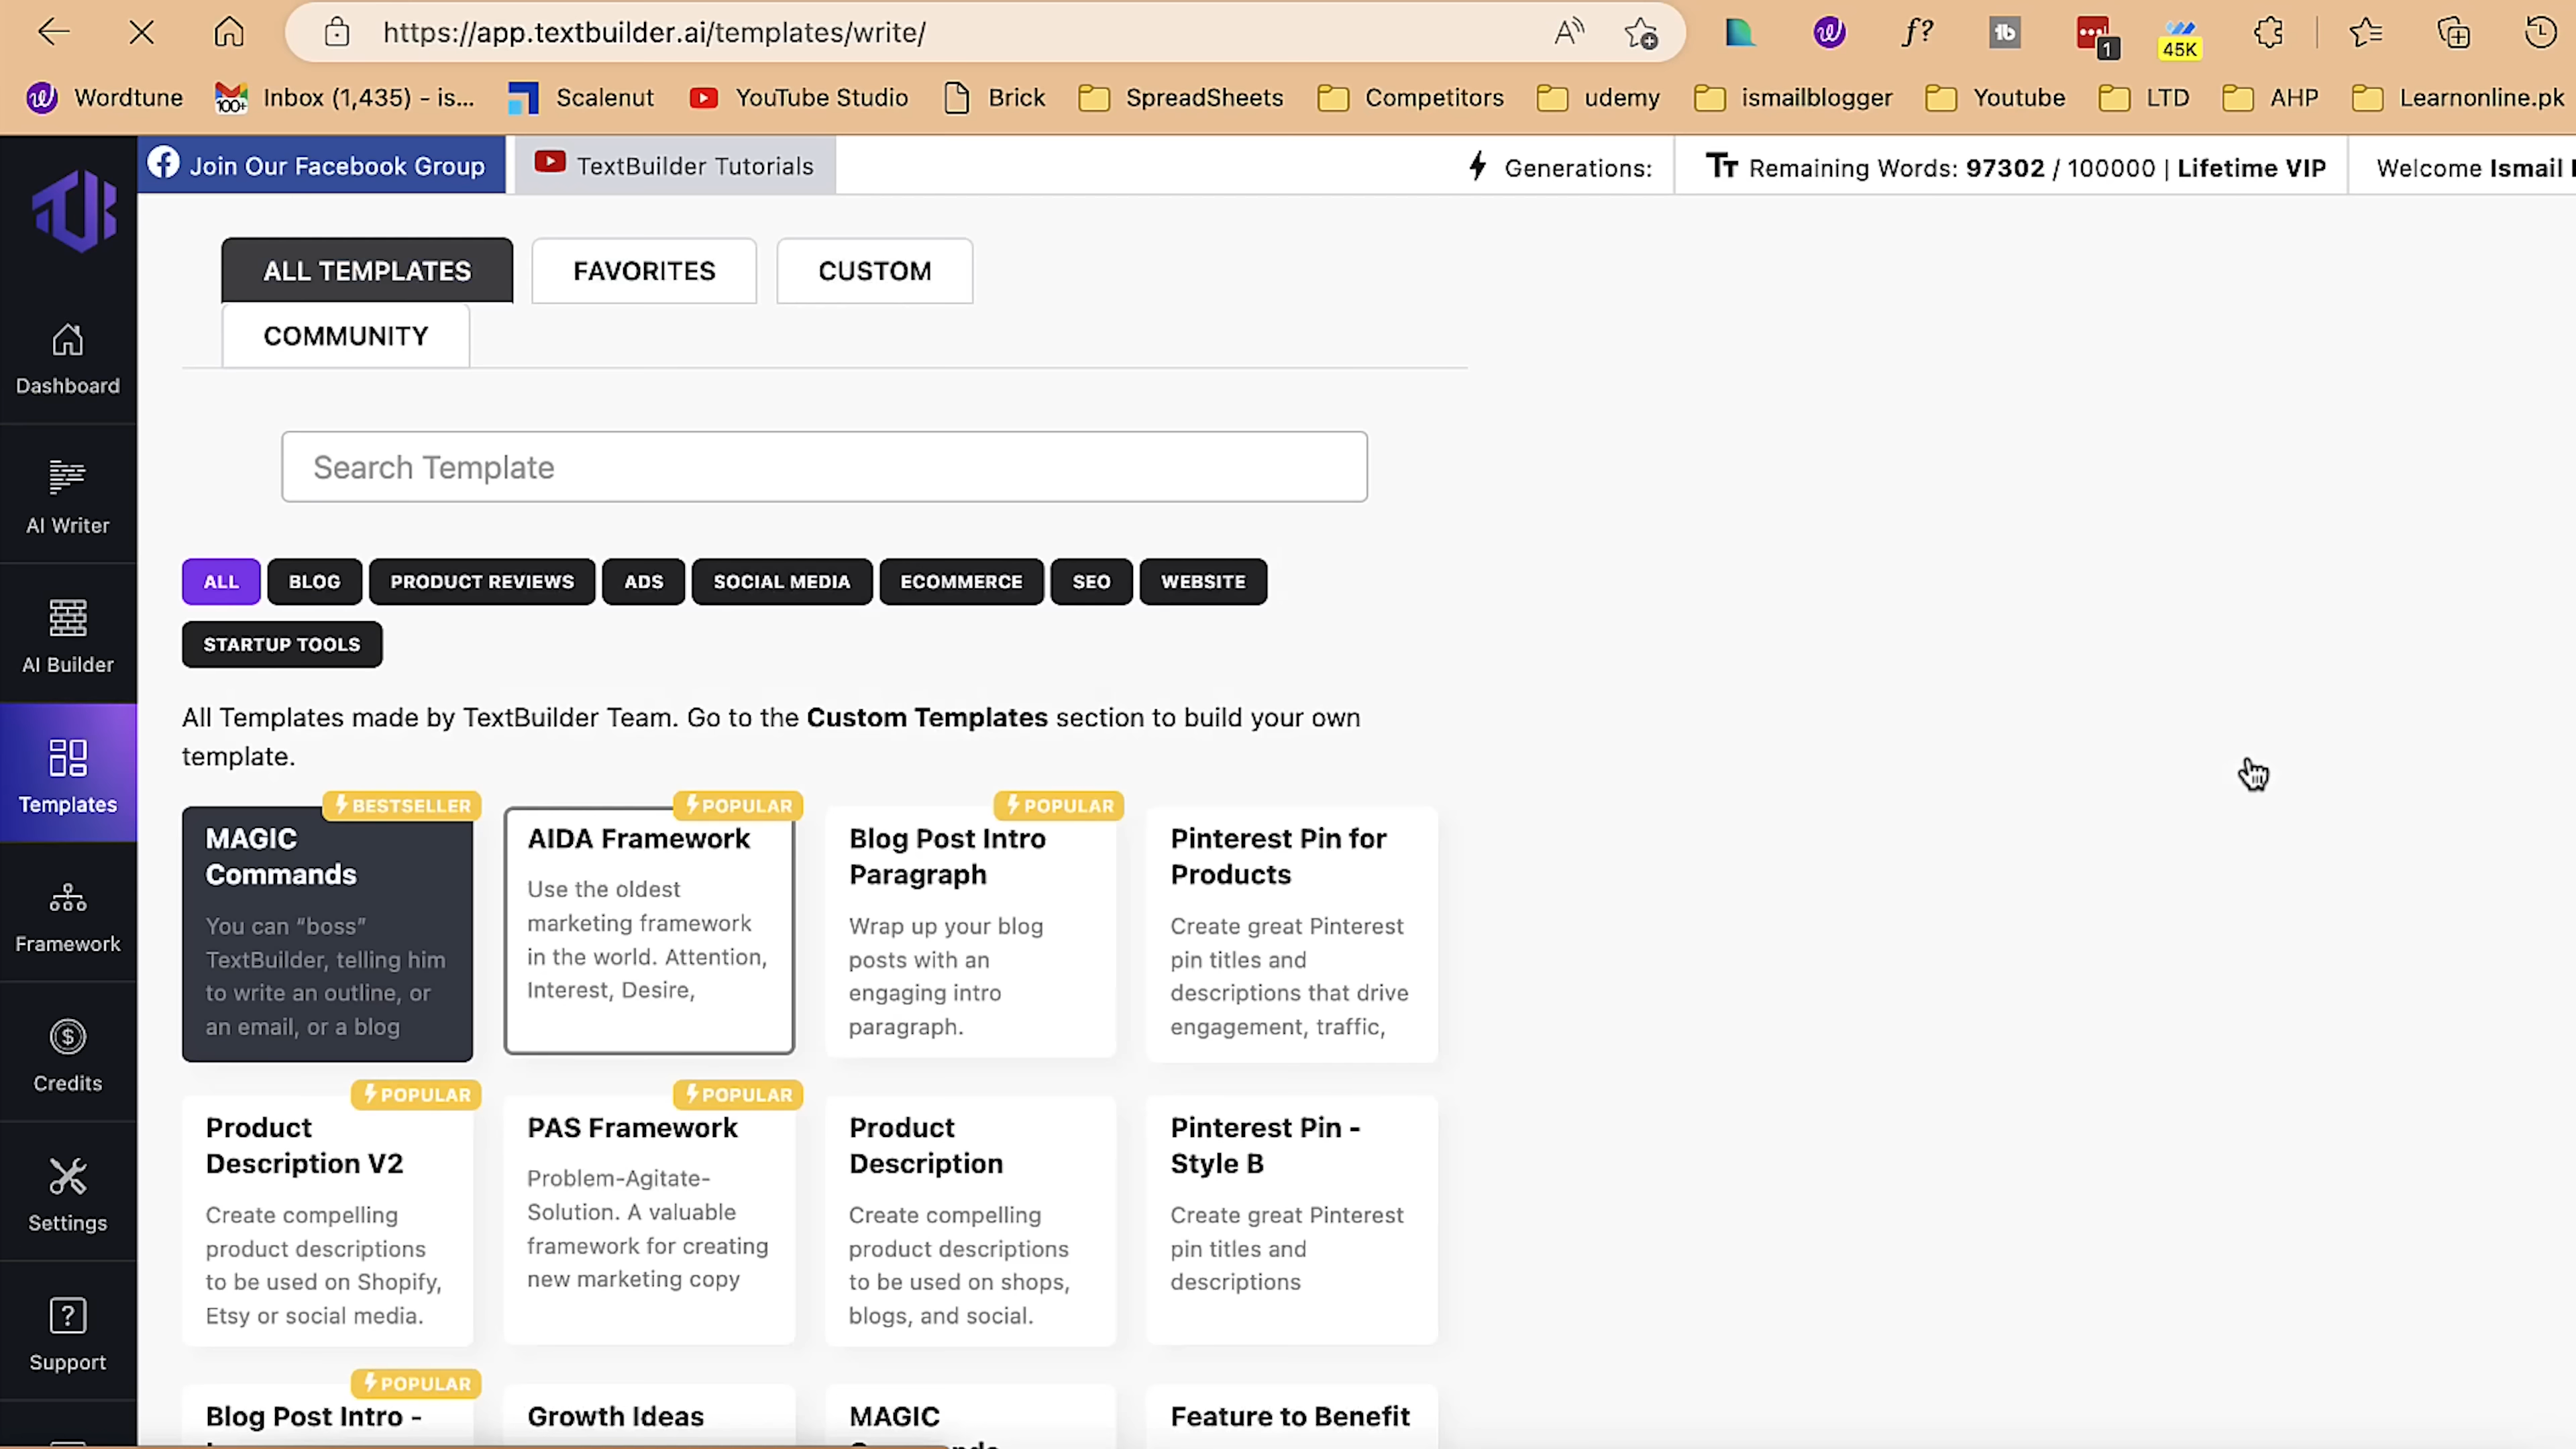 https://app.textbuilder.ai/templates/write/
1
45K
Wordtune
100+
Inbox (1,435) - is...
Scalenut
YouTube Studio
Brick
SpreadSheets
Competitors
udemy
ismailblogger
Youtube
LTD
AHP
Learnonline.pk
Join Our Facebook Group
TextBuilder Tutorials
Generations:
Remaining Words: 97302 / 100000 | Lifetime VIP
Welcome Ismail
Dashboard
AI Writer
AI Builder
Templates
Framework
Credits
Settings
Support
ALL TEMPLATES
FAVORITES
CUSTOM
COMMUNITY
Search Template
ALL
BLOG
PRODUCT REVIEWS
ADS
SOCIAL MEDIA
ECOMMERCE
SEO
WEBSITE
STARTUP TOOLS
All Templates made by TextBuilder Team. Go to the Custom Templates section to build your own
template.
BESTSELLER
MAGIC
Commands
You can "boss"
TextBuilder, telling him
to write an outline, or
an email, or a blog
POPULAR
AIDA Framework
Use the oldest
marketing framework
in the world. Attention,
Interest, Desire,
POPULAR
Blog Post Intro
Paragraph
Wrap up your blog
posts with an
engaging intro
paragraph.
Pinterest Pin for
Products
Create great Pinterest
pin titles and
descriptions that drive
engagement, traffic,
POPULAR
Product
Description V2
Create compelling
product descriptions
to be used on Shopify,
Etsy or social media.
POPULAR
PAS Framework
Problem-Agitate-
Solution. A valuable
framework for creating
new marketing copy
Product
Description
Create compelling
product descriptions
to be used on shops,
blogs, and social.
Pinterest Pin -
Style B
Create great Pinterest
pin titles and
descriptions
POPULAR
Blog Post Intro -
Growth Ideas
MAGIC
Feature to Benefit